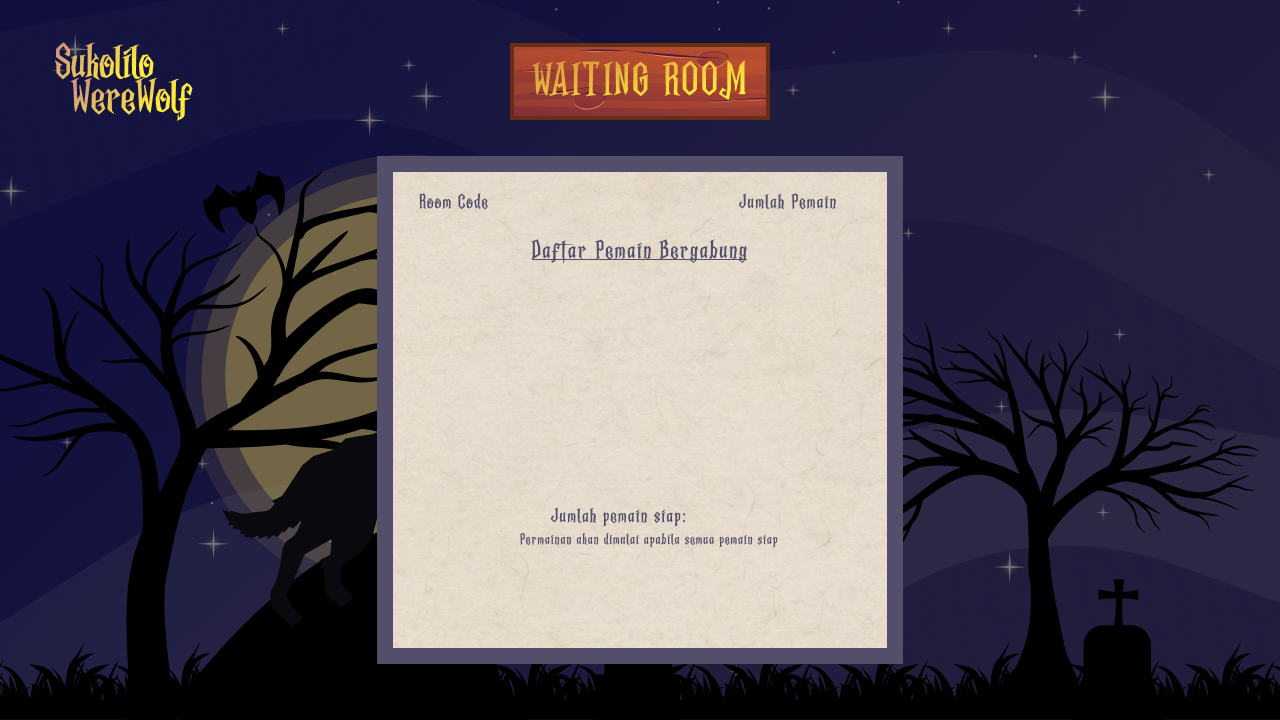 Sukolilo
WereWolf
WAITING ROOM
Room Code
Jumlah Pemain
Daftar Pemain Bergabung
Jumlah pemain siap:
Permainan akan dimulai apabila semua pemain siap